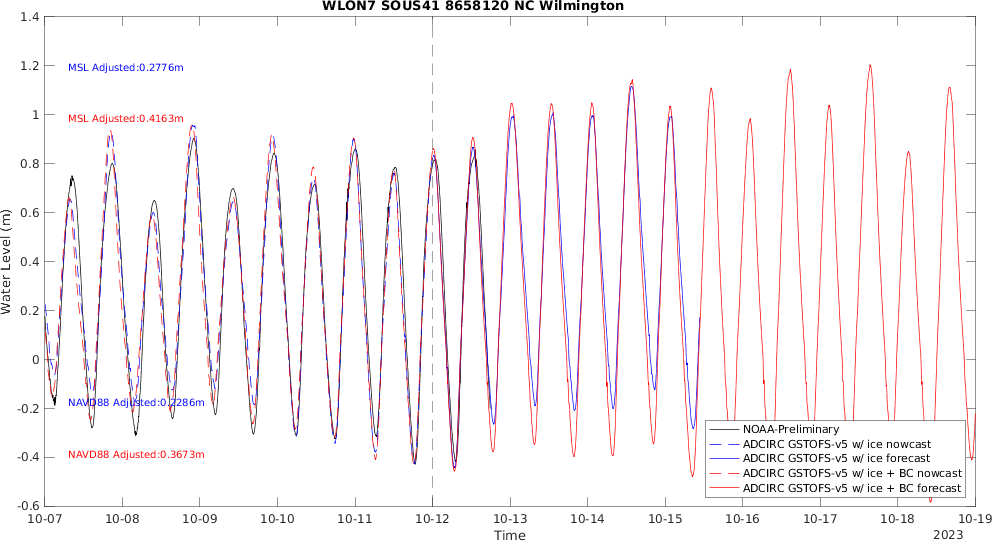 WLON7 SOUS41 8658120 NC Wilmington
1.4
1.2
1
0.8
0.6
0.4
0.2
0
-0.2
-0.4
-0.6
Water Level (m)
MSL Adjusted:0.2776m
MSL Adjusted:0.4163m
NAVD88 Adjusted:0.2286m
NAVD88 Adjusted:0.3673m
NOAA-Preliminary
ADCIRC GSTOFS-v5 w/ ice nowcast
ADCIRC GSTOFS-v5 w/ ice forecast
ADCIRC GSTOFS-v5 w/ ice + BC nowcast
ADCIRC GSTOFS-v5 w/ ice + BC forecast
10-07 10-08 10-09 10-10 10-11 10-12 10-13 10-14 10-15 10-16 10-17 10-18 10-19
Time
2023